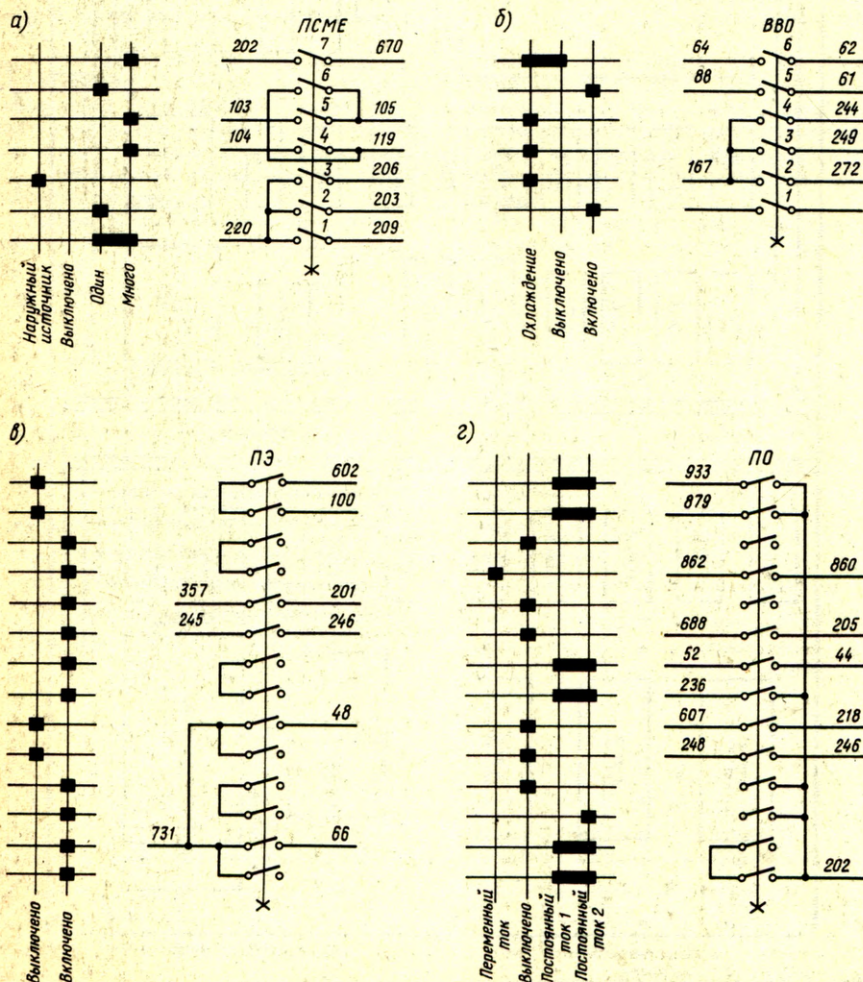 а)
ПСМЕ
202 7 670
6
103 5 105
104 4 119
3 206
2 203
220 1 209
Наружный
источник
Выключено
Один
Много
б)
ВВО
64 6 62
88 5 61
4 244
3 249
167 2 272
1
Охлаждение
Выключено
Включено
в)
ПЭ
602
100
357 201
245 246
48
731 66
Выключено
Включено
г)
ПО
933
879
862 860
688 205
52 44
236
607 218
248 246
202
Переменный
ток
Выключено
Постоянный
ток 1
Постоянный
ток 2